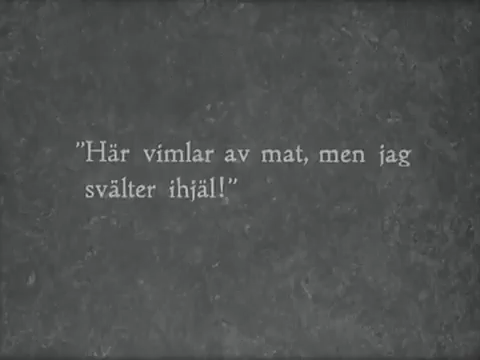 ”Här vimlar av mat, men jag
svälter ihjäl!”